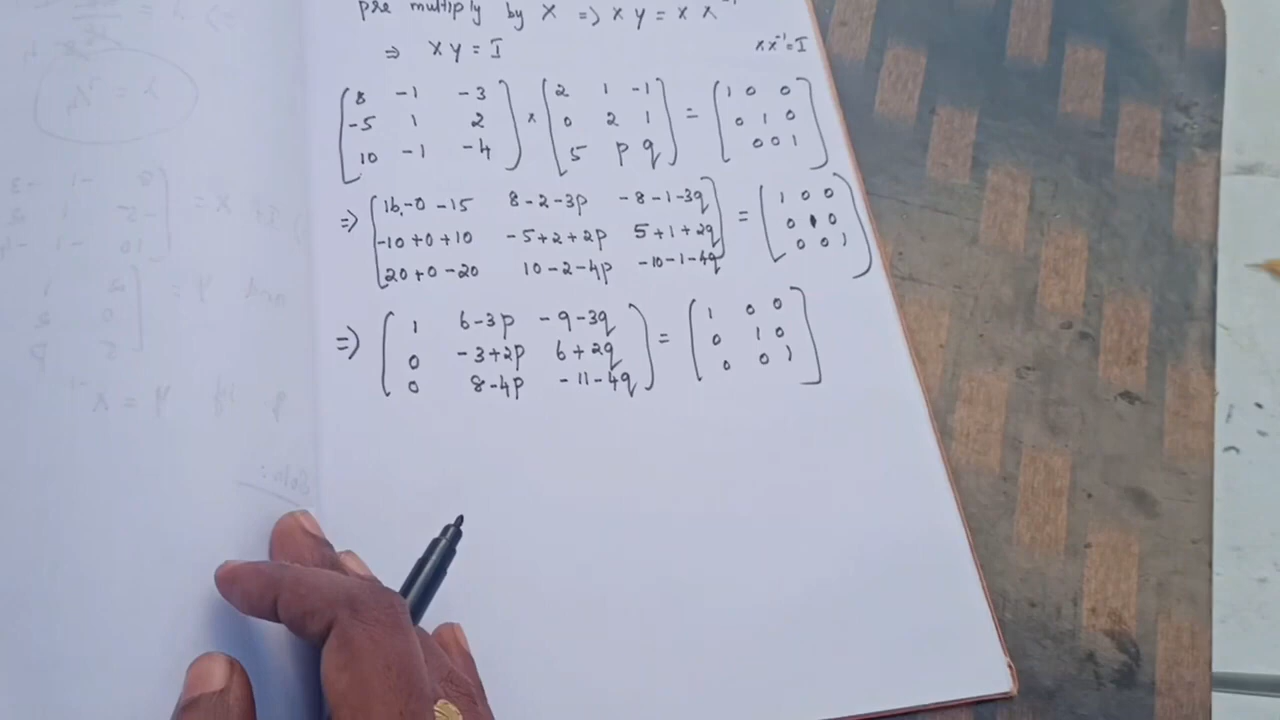 pre multiply by X => XY = X X⁻¹
⇒ XY = I    XX⁻¹ = I
[8 -1 -3; -5 1 2; 10 -1 -4] × [2 1 -1; 0 2 1; 5 p q] = [1 0 0; 0 1 0; 0 0 1]
=> [16-0-15 8-2-3p -8-1-3q; -10+0+10 -5+2+2p 5+1+2q; 20+0-20 10-2-4p -10-1-4q] = [1 0 0; 0 1 0; 0 0 1]
=> [1 6-3p -9-3q; 0 -3+2p 6+2q; 0 8-4p -11-4q] = [1 0 0; 0 1 0; 0 0 1]